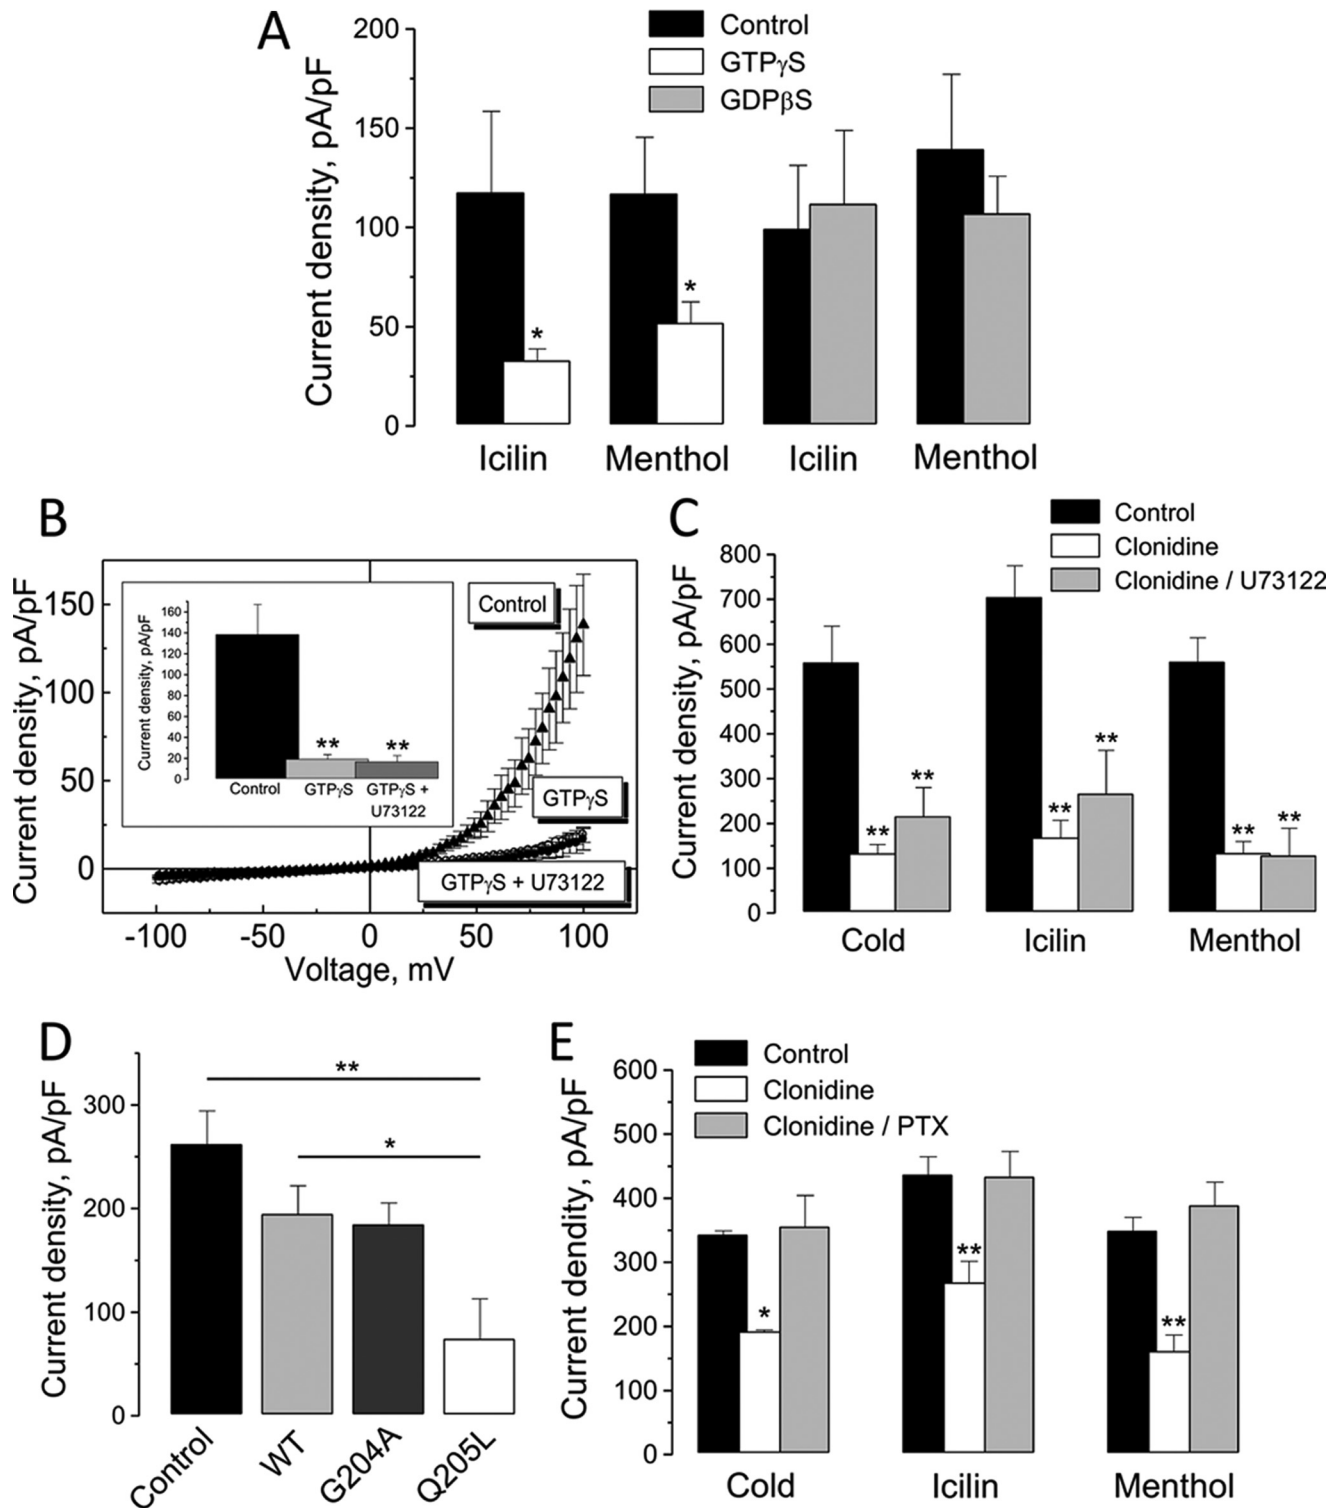 A
Control
GTPγS
GDPβS
Current density, pA/pF
200
150
100
50
0
*
*
Icilin
Menthol
Icilin
Menthol
B
Current density, pA/pF
150
100
50
0
Control
GTPγS
GTPγS + U73122
-100
-50
0
50
100
Voltage, mV
Current density, pA/pF
160
140
120
100
80
60
40
20
0
**
**
Control
GTPγS
GTPγS +
U73122
C
Control
Clonidine
Clonidine / U73122
Current density, pA/pF
800
700
600
500
400
300
200
100
0
**
**
**
**
**
**
Cold
Icilin
Menthol
D
Current density, pA/pF
300
200
100
0
**
*
Control
WT
G204A
Q205L
E
Control
Clonidine
Clonidine / PTX
Current dendity, pA/pF
600
500
400
300
200
100
0
*
**
**
Cold
Icilin
Menthol